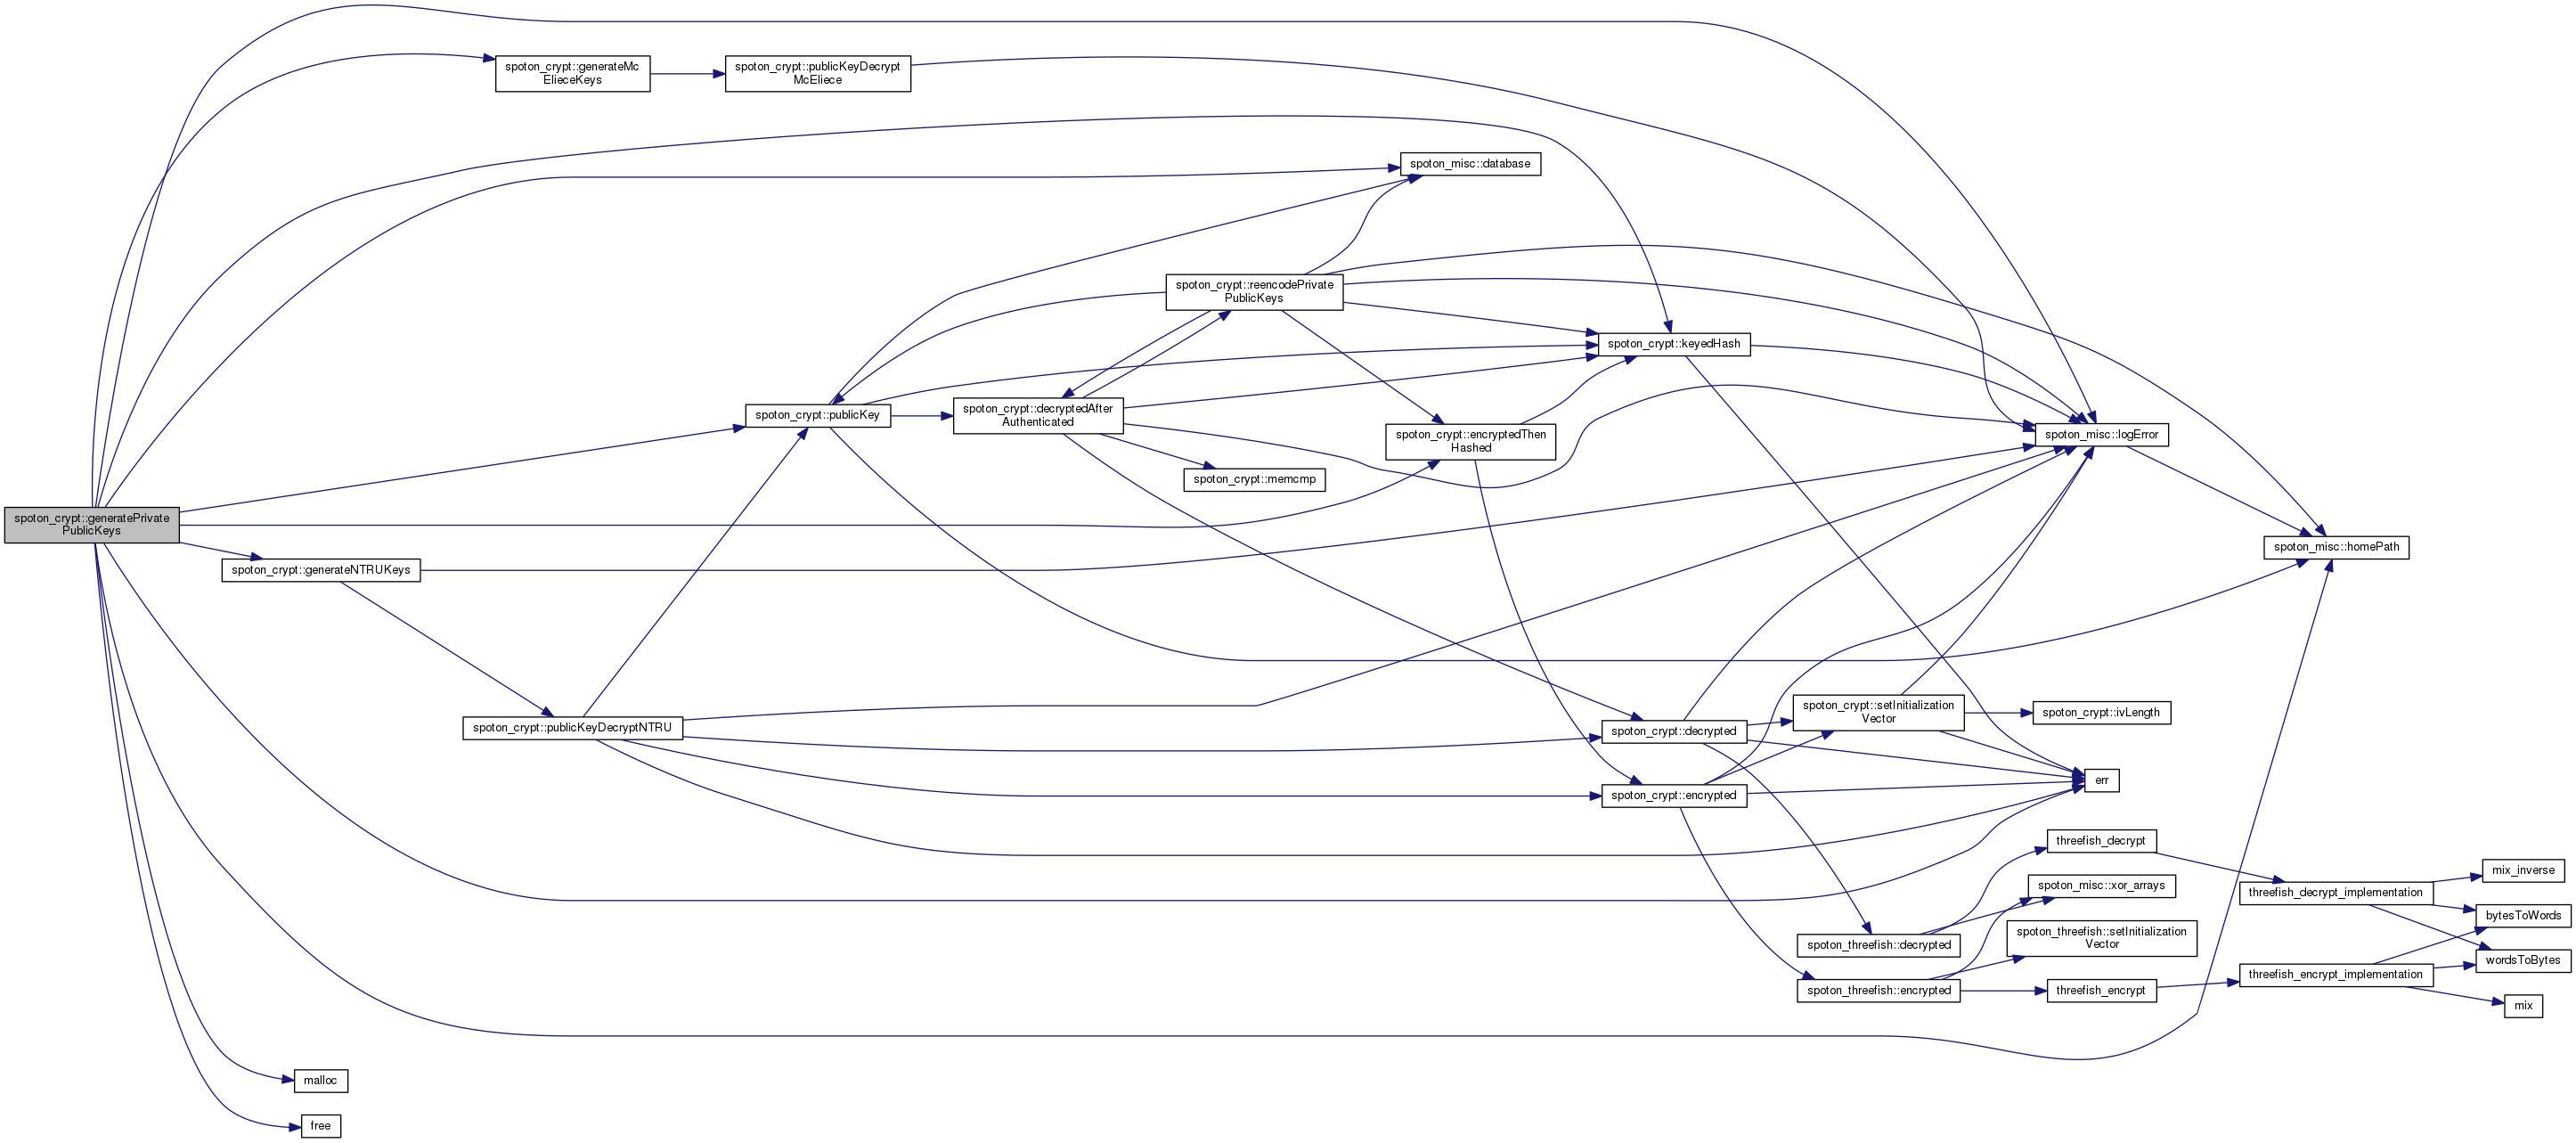 spoton_crypt::generateMc
ElieceKeys
spoton_crypt::publicKeyDecrypt
McEliece
spoton_misc::database
spoton_crypt::reencodePrivate
PublicKeys
spoton_crypt::keyedHash
spoton_crypt::publicKey
spoton_crypt::decryptedAfter
Authenticated
spoton_crypt::encryptedThen
Hashed
spoton_misc::logError
spoton_crypt::memcmp
spoton_crypt::generatePrivate
PublicKeys
spoton_misc::homePath
spoton_crypt::generateNTRUKeys
spoton_crypt::setInitialization
Vector
spoton_crypt::ivLength
spoton_crypt::publicKeyDecryptNTRU
spoton_crypt::decrypted
err
spoton_crypt::encrypted
threefish_decrypt
mix_inverse
spoton_misc::xor_arrays
threefish_decrypt_implementation
bytesToWords
spoton_threefish::setInitialization
Vector
spoton_threefish::decrypted
wordsToBytes
threefish_encrypt_implementation
spoton_threefish::encrypted
threefish_encrypt
mix
malloc
free